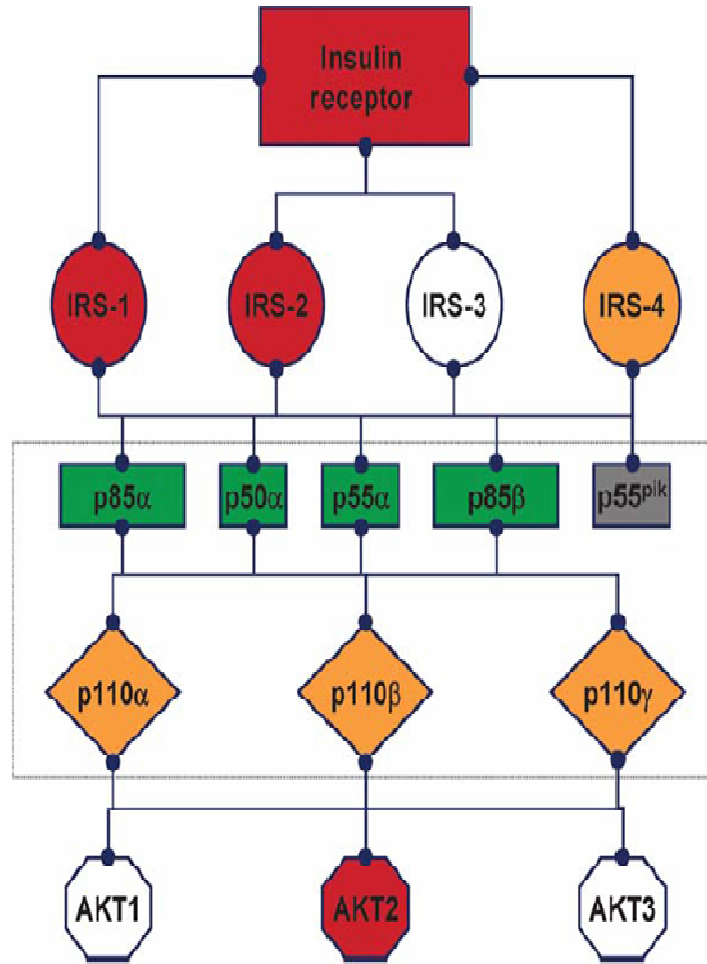 Insulin
receptor
IRS-1
IRS-2
IRS-3
IRS-4
p85α
p50α
p55α
p85β
p55ᵖⁱᵏ
p110α
p110β
p110γ
AKT1
AKT2
AKT3